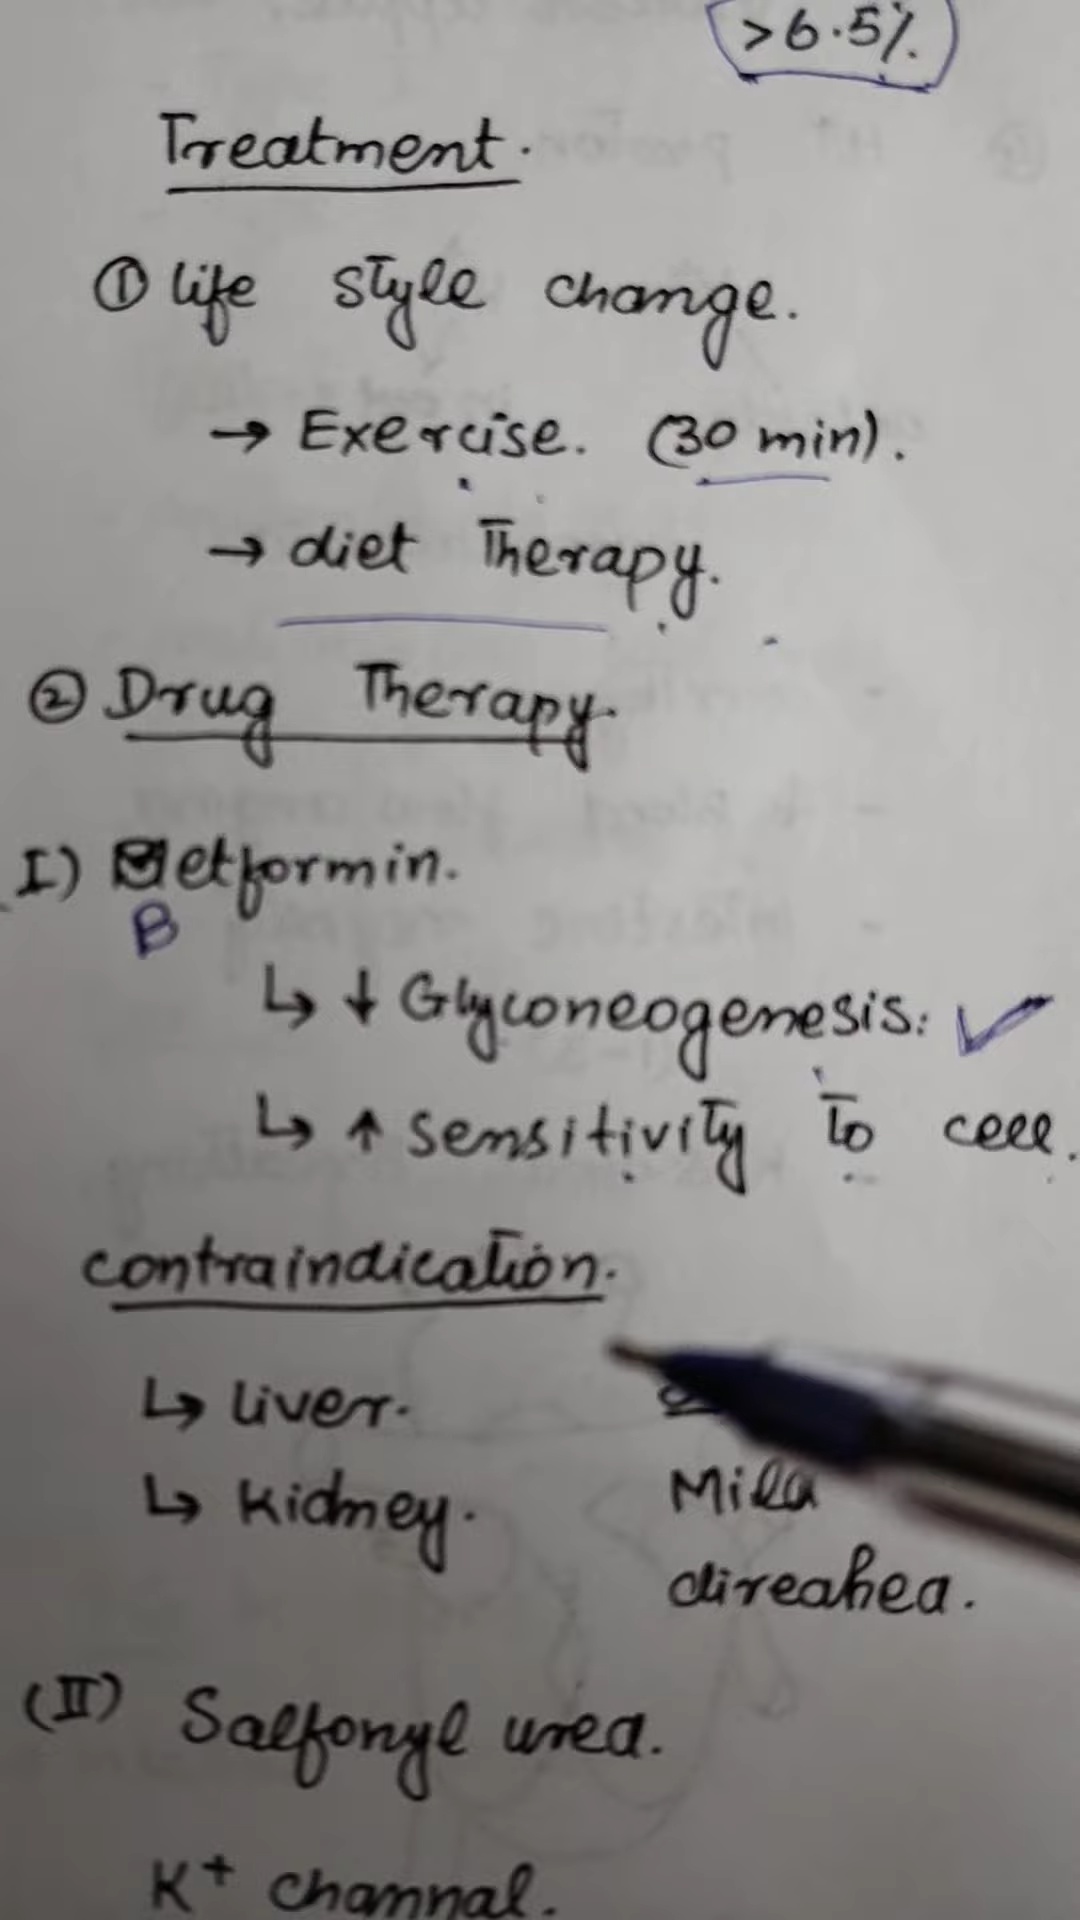 >6.5%.
Treatment.
① life style change.
→ Exercise. (30 min).
→ diet Therapy.
② Drug Therapy.
I) etformin.
B
↳ ↓ Glyconeogenesis.
↳ ↑ sensitivity To cell.
contraindication.
↳ liver.
↳ Kidney. Mild
direahea.
(II) Salfonyl urea.
K+ channal.